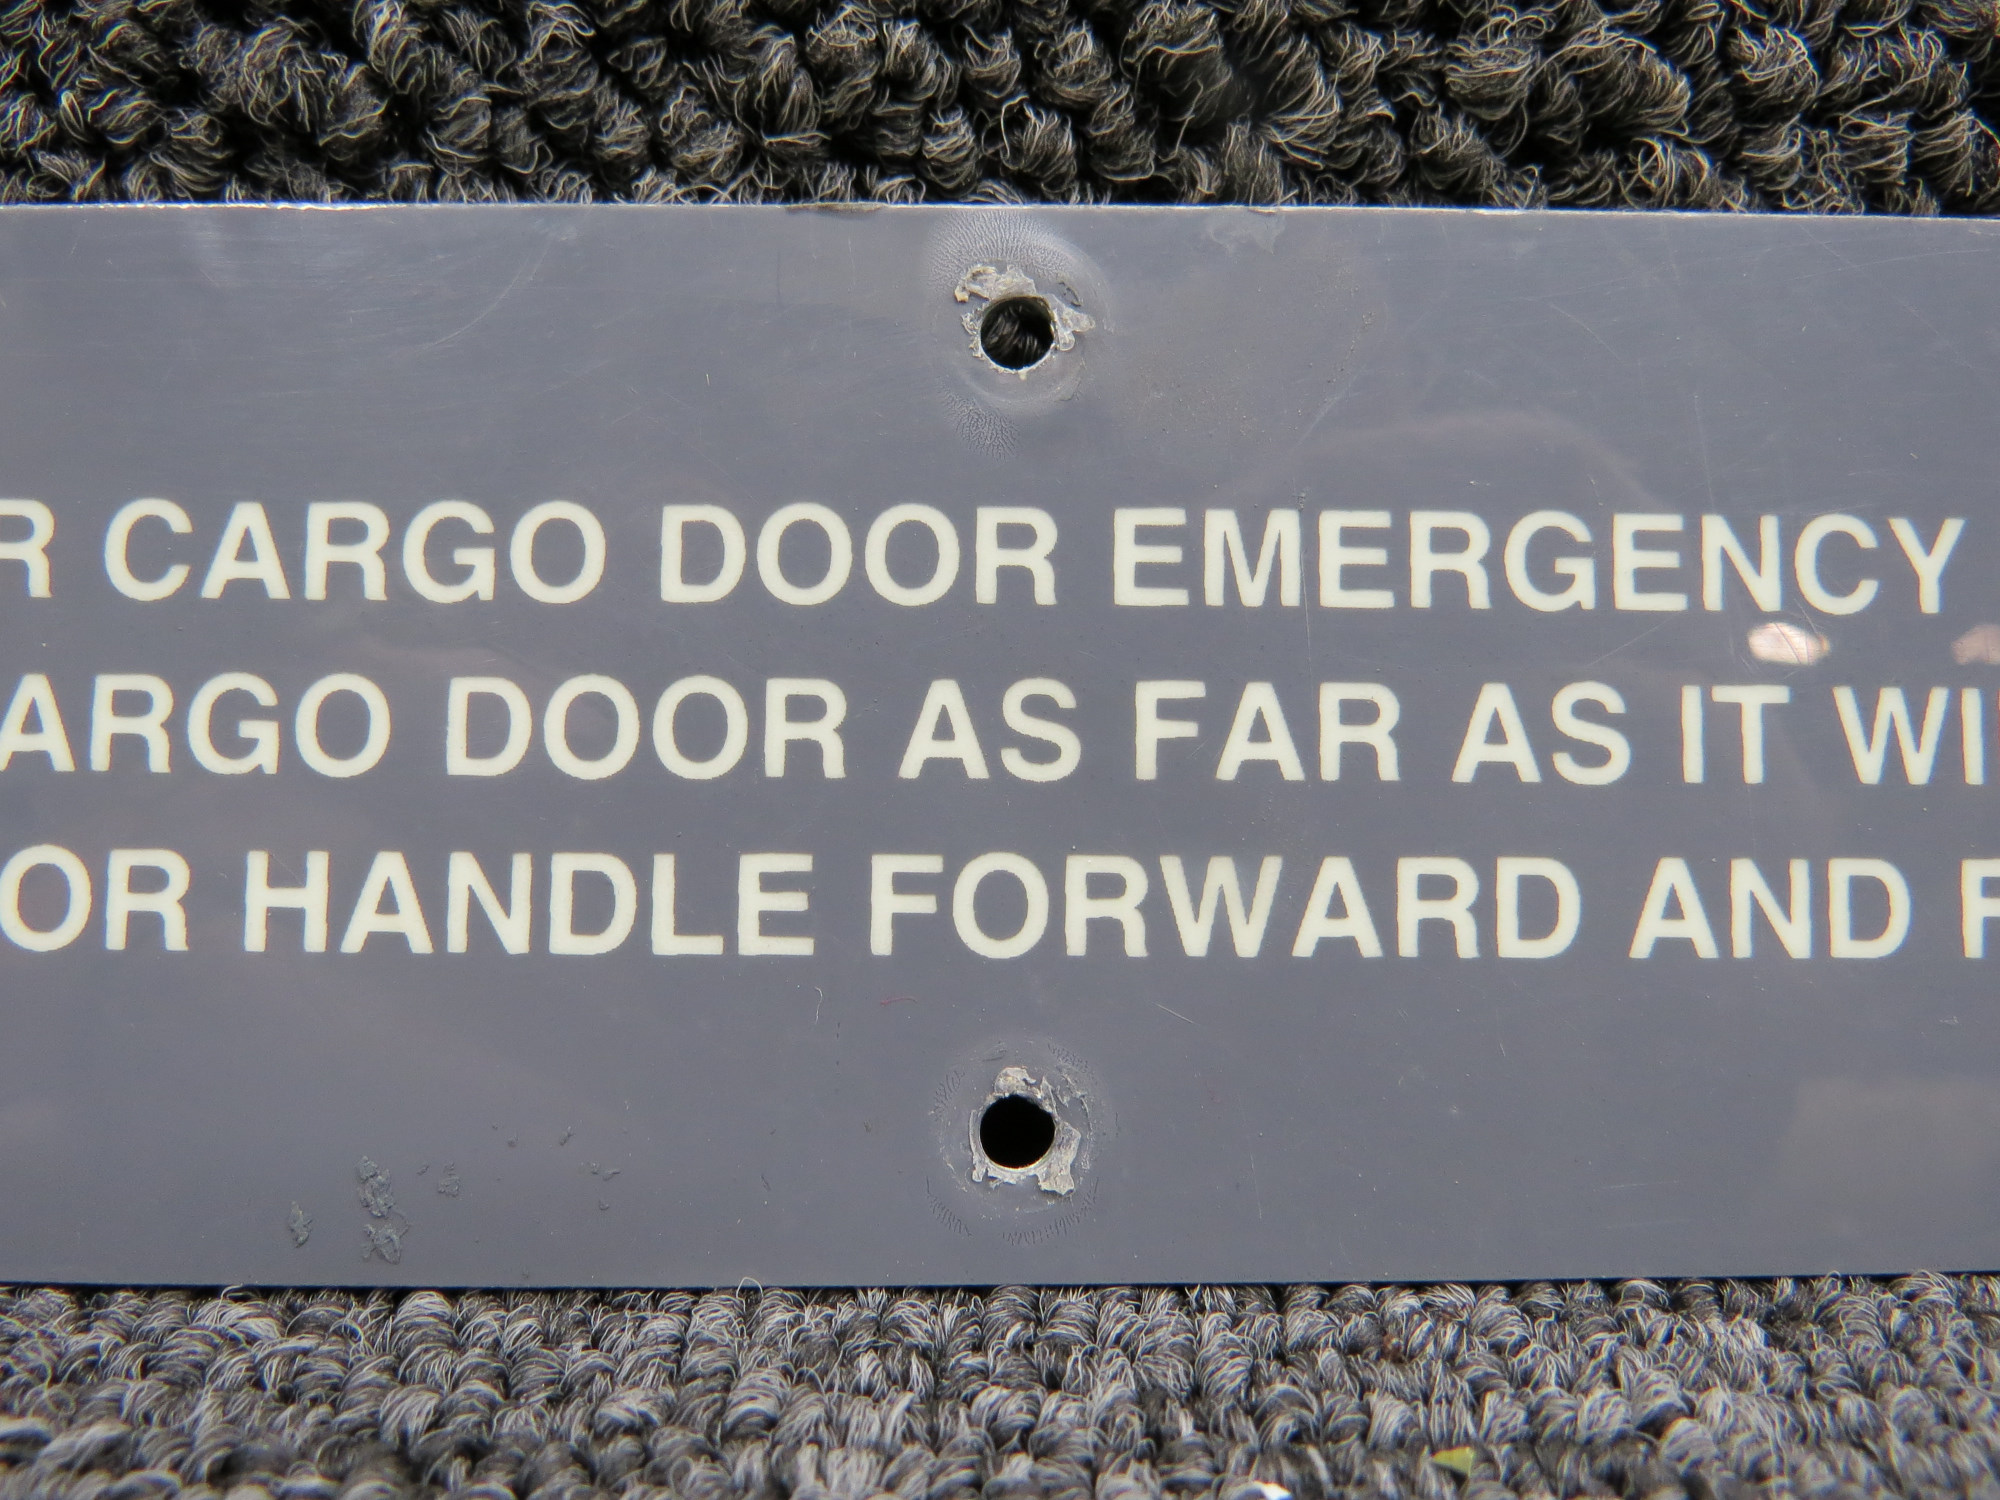 R CARGO DOOR EMERGENCY
ARGO DOOR AS FAR AS IT WI
OR HANDLE FORWARD AND